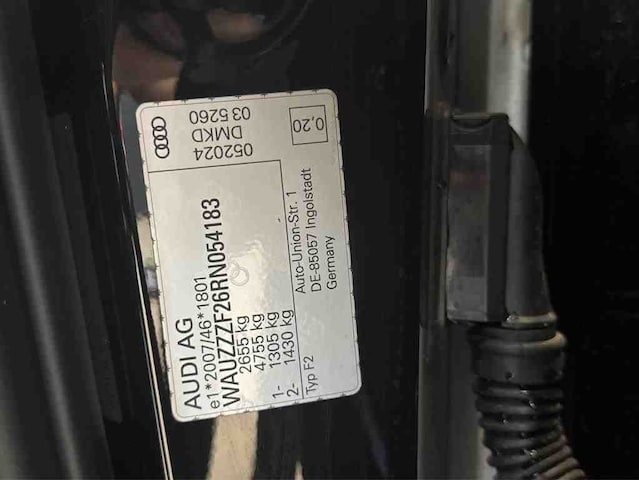 AUDI AG
e1*2007/46*1801
WAUZZZF26RN054183
2655 kg
4755 kg
1- 1305 kg
2- 1430 kg
Typ F2
052024
DMKD
03 5260
0,20
Auto-Union-Str. 1
DE-85057 Ingolstadt
Germany